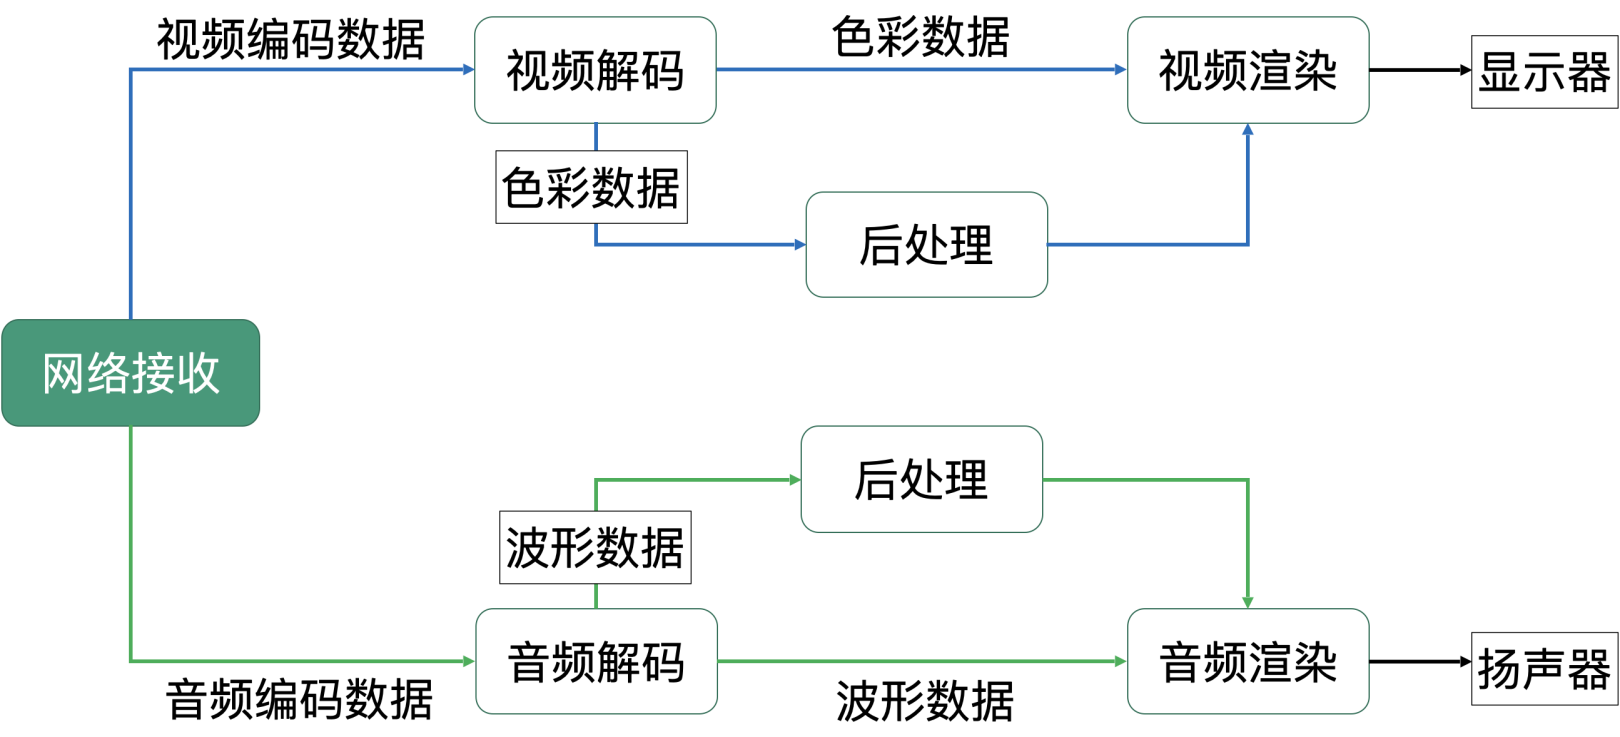 视频编码数据
视频解码
色彩数据
视频渲染
显示器
色彩数据
后处理
网络接收
后处理
波形数据
音频编码数据
音频解码
波形数据
音频渲染
扬声器